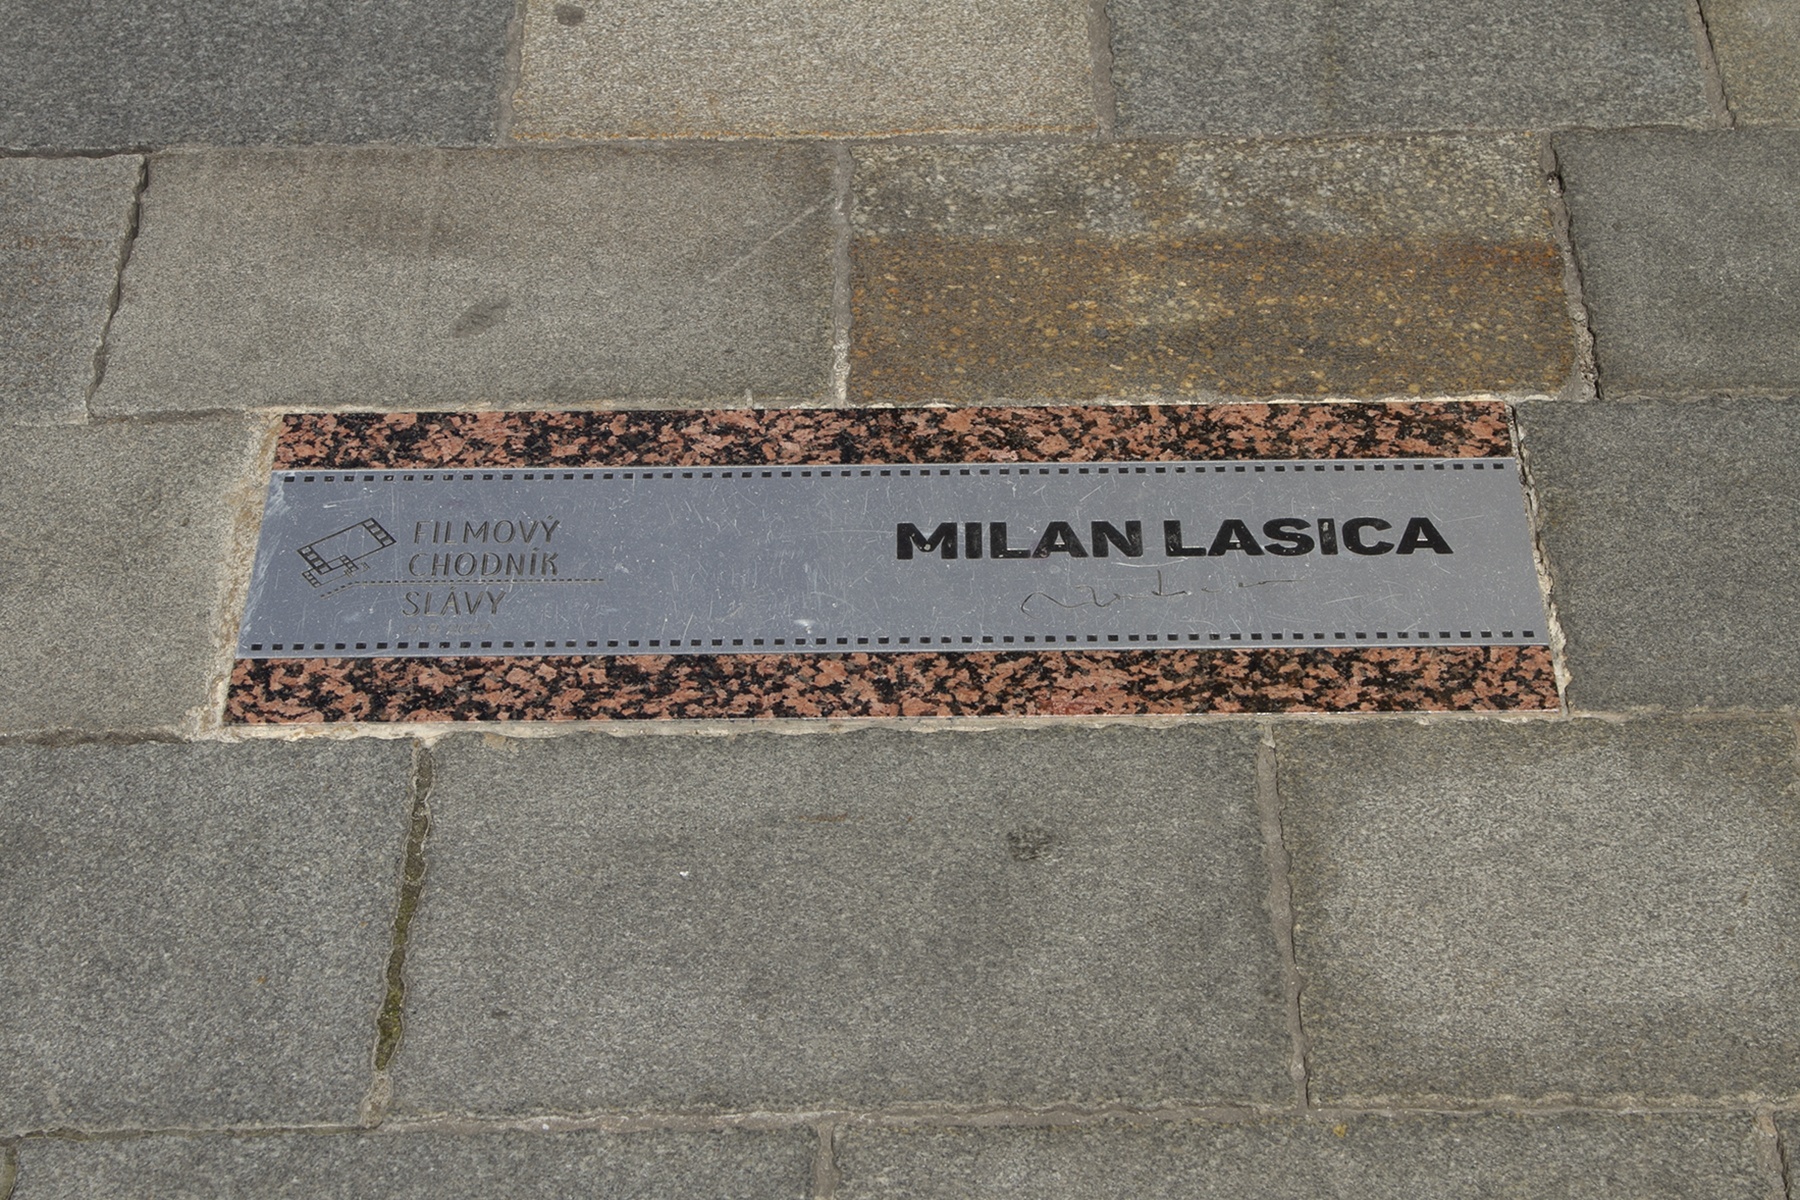 FILMOVÝ
CHODNÍK
SLÁVY
MILAN LASICA